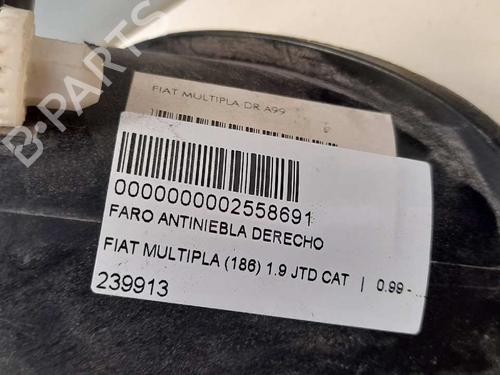 FIAT MULTIPLA DR A99
0000000002558691
FARO ANTINIEBLA DERECHO
FIAT MULTIPLA (186) 1.9 JTD CAT | 0.99 -
239913
B-Parts